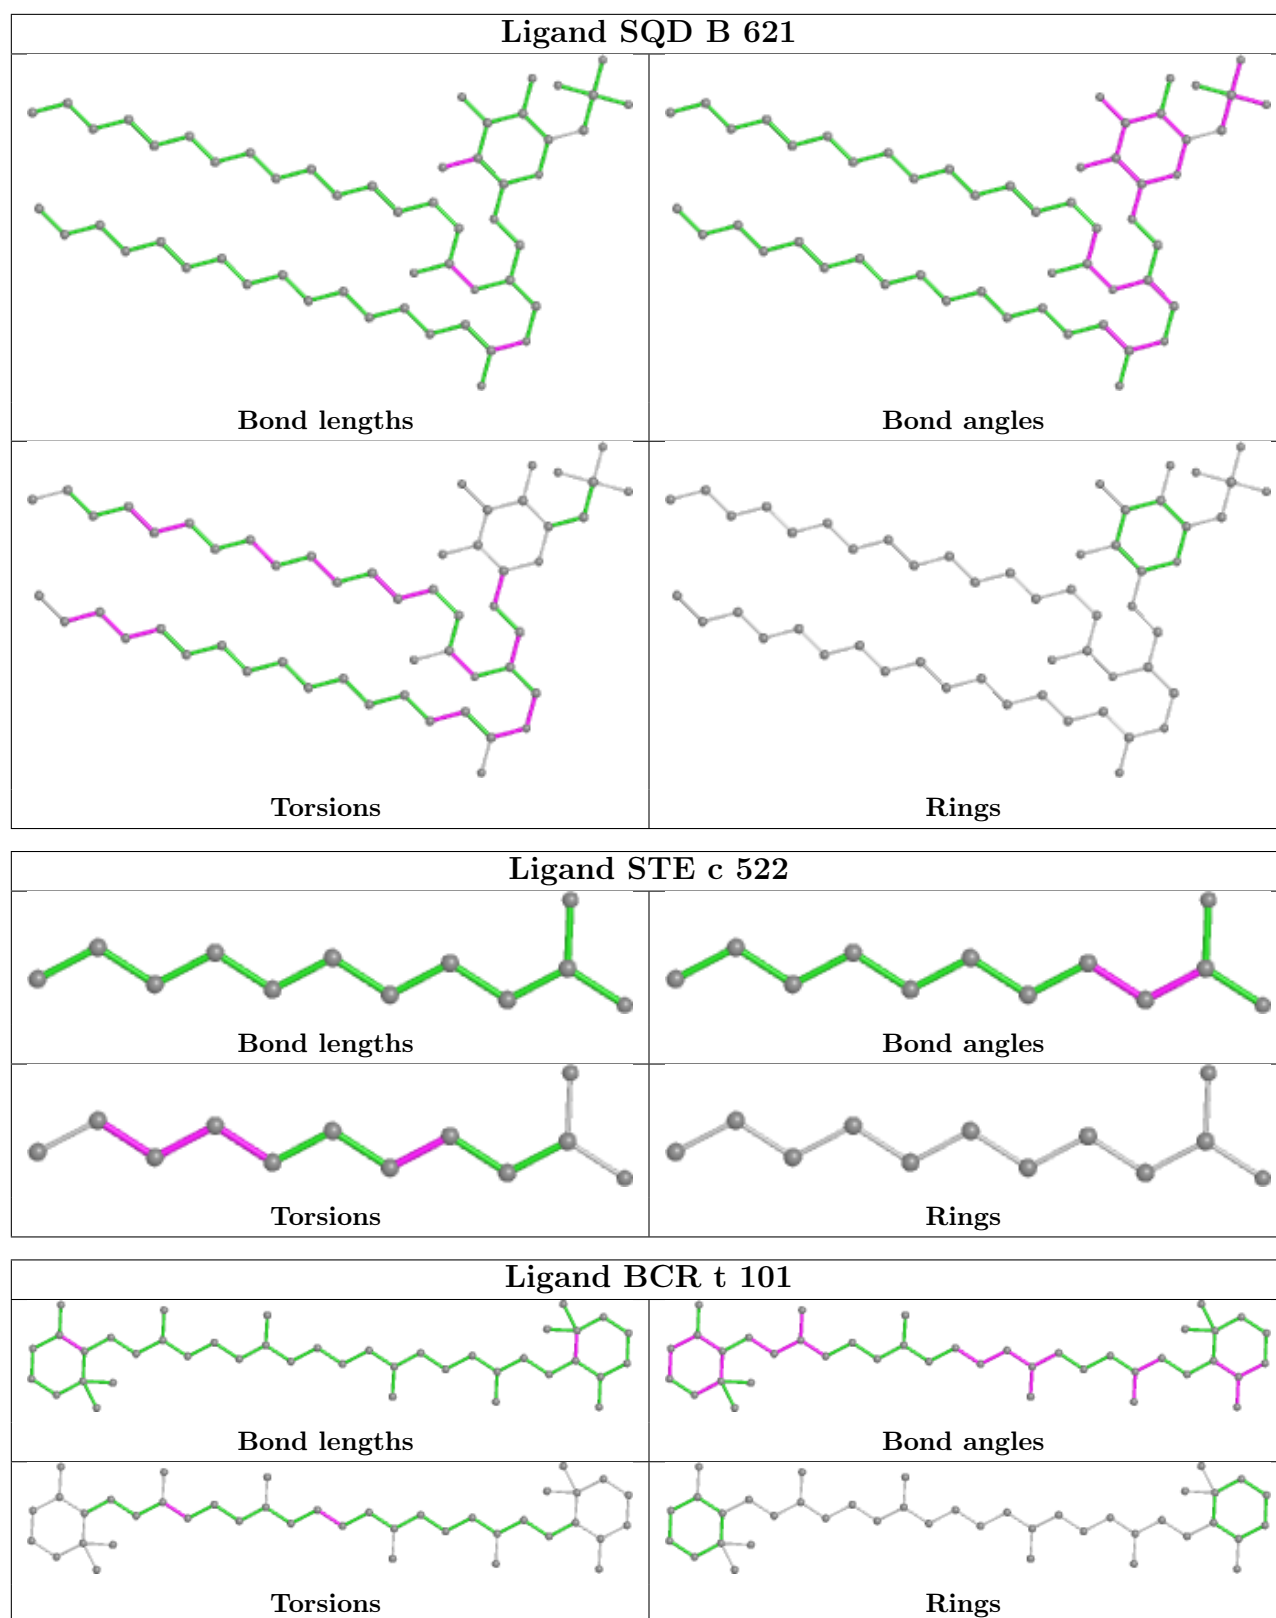 Ligand SQD B 621
Bond lengths
Bond angles
Torsions
Rings
Ligand STE c 522
Bond lengths
Bond angles
Torsions
Rings
Ligand BCR t 101
Bond lengths
Bond angles
Torsions
Rings